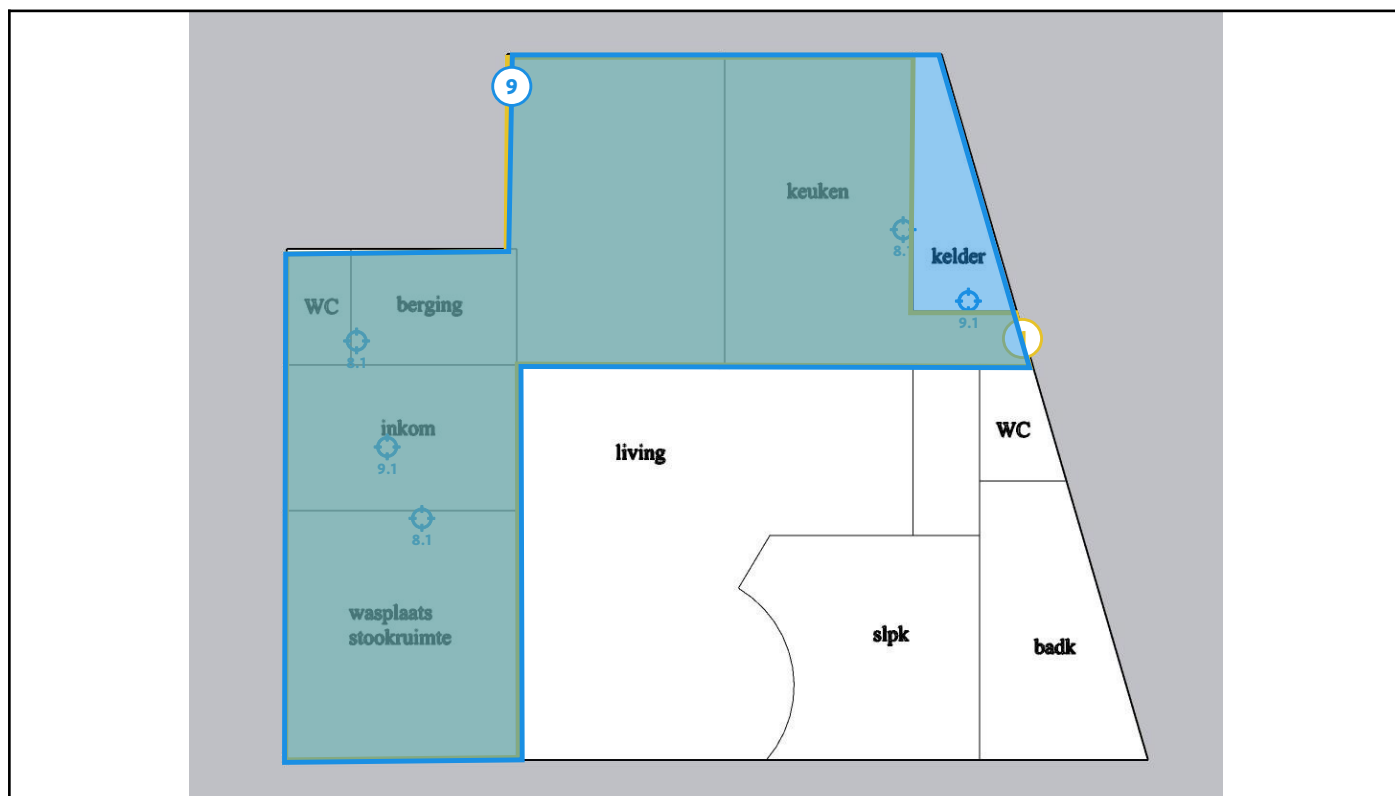 9
keuken
8.1
kelder
9.1
WC
berging
8.1
inkom
9.1
living
WC
8.1
wasplaats
stookruimte
slpk
badk